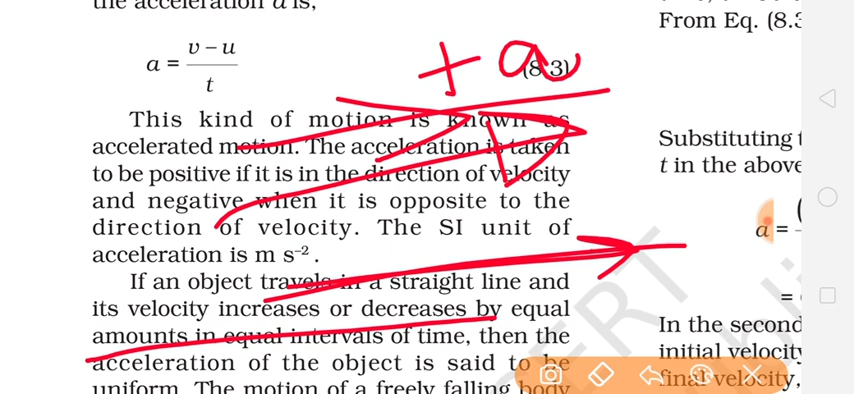 the acceleration a is,
a = v – u / t
(8.3)
+ a
This kind of motion is known as
accelerated motion. The acceleration is taken
to be positive if it is in the direction of velocity
and negative when it is opposite to the
direction of velocity. The SI unit of
acceleration is m s⁻² .
If an object travels in a straight line and
its velocity increases or decreases by equal
amounts in equal intervals of time, then the
acceleration of the object is said to be
uniform. The motion of a freely falling body
From Eq. (8.3
Substituting
t in the above
a =
=
In the second
initial velocity
final velocity,